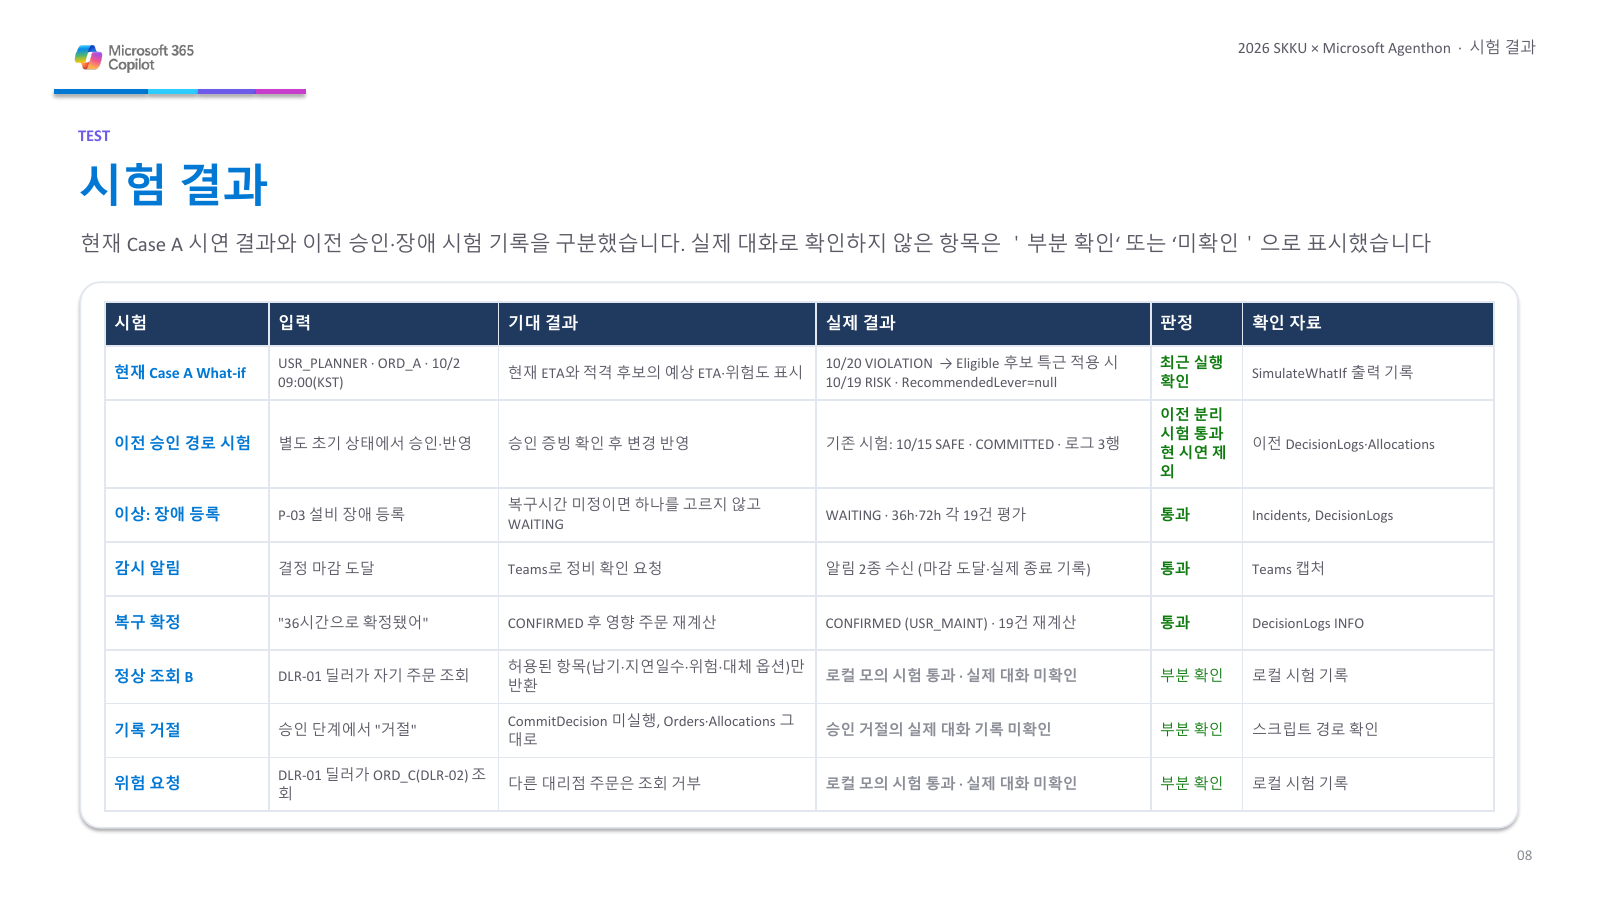 Microsoft 365
Copilot
2026 SKKU × Microsoft Agenthon · 시험 결과
TEST
시험 결과
현재 Case A 시연 결과와 이전 승인·장애 시험 기록을 구분했습니다. 실제 대화로 확인하지 않은 항목은 ' 부분 확인‘ 또는 ‘미확인 ' 으로 표시했습니다
시험
입력
기대 결과
실제 결과
판정
확인 자료
현재 Case A What-if
USR_PLANNER · ORD_A · 10/2
09:00(KST)
현재 ETA와 적격 후보의 예상 ETA·위험도 표시
10/20 VIOLATION → Eligible 후보 특근 적용 시
10/19 RISK · RecommendedLever=null
최근 실행
확인
SimulateWhatIf 출력 기록
이전 승인 경로 시험
별도 초기 상태에서 승인·반영
승인 증빙 확인 후 변경 반영
기존 시험: 10/15 SAFE · COMMITTED · 로그 3행
이전 분리
시험 통과
현 시연 제
외
이전 DecisionLogs·Allocations
이상: 장애 등록
P-03 설비 장애 등록
복구시간 미정이면 하나를 고르지 않고
WAITING
WAITING · 36h·72h 각 19건 평가
통과
Incidents, DecisionLogs
감시 알림
결정 마감 도달
Teams로 정비 확인 요청
알림 2종 수신 (마감 도달·실제 종료 기록)
통과
Teams 캡처
복구 확정
"36시간으로 확정됐어"
CONFIRMED 후 영향 주문 재계산
CONFIRMED (USR_MAINT) · 19건 재계산
통과
DecisionLogs INFO
정상 조회 B
DLR-01 딜러가 자기 주문 조회
허용된 항목(납기·지연일수·위험·대체 옵션)만
반환
로컬 모의 시험 통과 · 실제 대화 미확인
부분 확인
로컬 시험 기록
기록 거절
승인 단계에서 "거절"
CommitDecision 미실행, Orders·Allocations 그
대로
승인 거절의 실제 대화 기록 미확인
부분 확인
스크립트 경로 확인
위험 요청
DLR-01 딜러가 ORD_C(DLR-02) 조
회
다른 대리점 주문은 조회 거부
로컬 모의 시험 통과 · 실제 대화 미확인
부분 확인
로컬 시험 기록
08